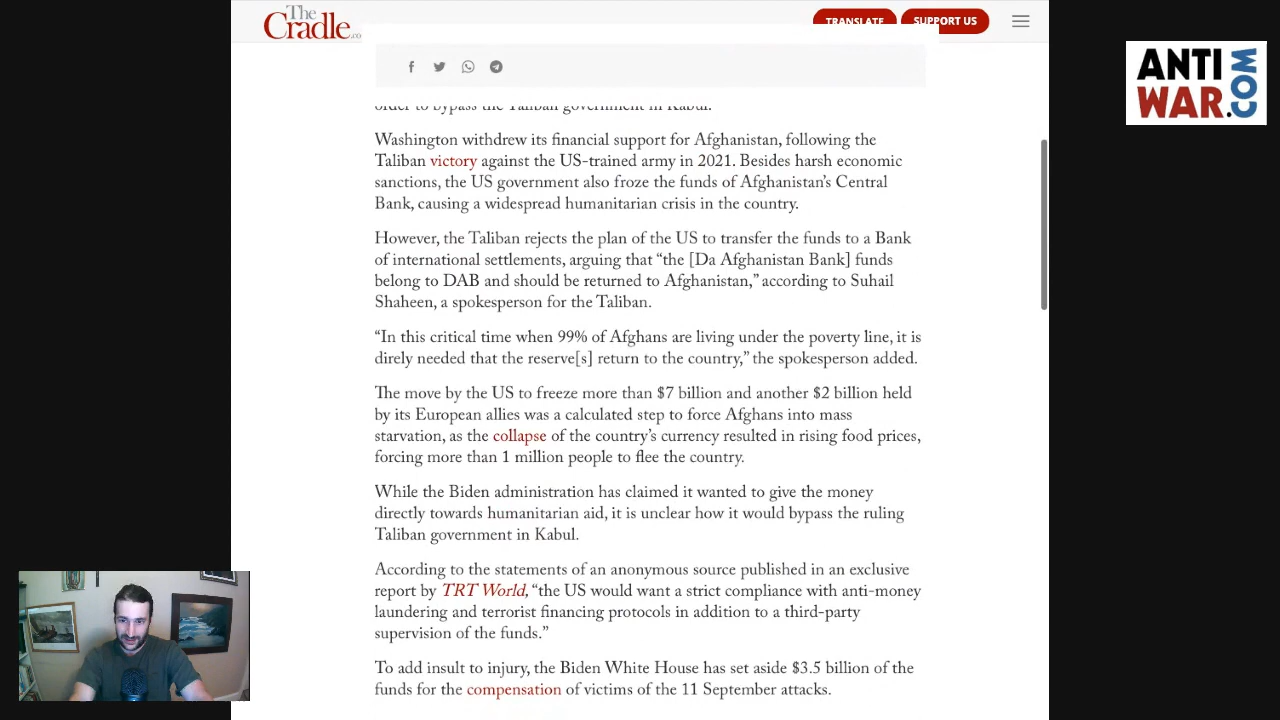 The
Cradle.co
TRANSLATE
SUPPORT US
ANTI
WAR.COM
order to bypass the Taliban government in Kabul.
Washington withdrew its financial support for Afghanistan, following the
Taliban victory against the US-trained army in 2021. Besides harsh economic
sanctions, the US government also froze the funds of Afghanistan's Central
Bank, causing a widespread humanitarian crisis in the country.
However, the Taliban rejects the plan of the US to transfer the funds to a Bank
of international settlements, arguing that “the [Da Afghanistan Bank] funds
belong to DAB and should be returned to Afghanistan,” according to Suhail
Shaheen, a spokesperson for the Taliban.
“In this critical time when 99% of Afghans are living under the poverty line, it is
direly needed that the reserve[s] return to the country,” the spokesperson added.
The move by the US to freeze more than $7 billion and another $2 billion held
by its European allies was a calculated step to force Afghans into mass
starvation, as the collapse of the country's currency resulted in rising food prices,
forcing more than 1 million people to flee the country.
While the Biden administration has claimed it wanted to give the money
directly towards humanitarian aid, it is unclear how it would bypass the ruling
Taliban government in Kabul.
According to the statements of an anonymous source published in an exclusive
report by TRT World, “the US would want a strict compliance with anti-money
laundering and terrorist financing protocols in addition to a third-party
supervision of the funds.”
To add insult to injury, the Biden White House has set aside $3.5 billion of the
funds for the compensation of victims of the 11 September attacks.